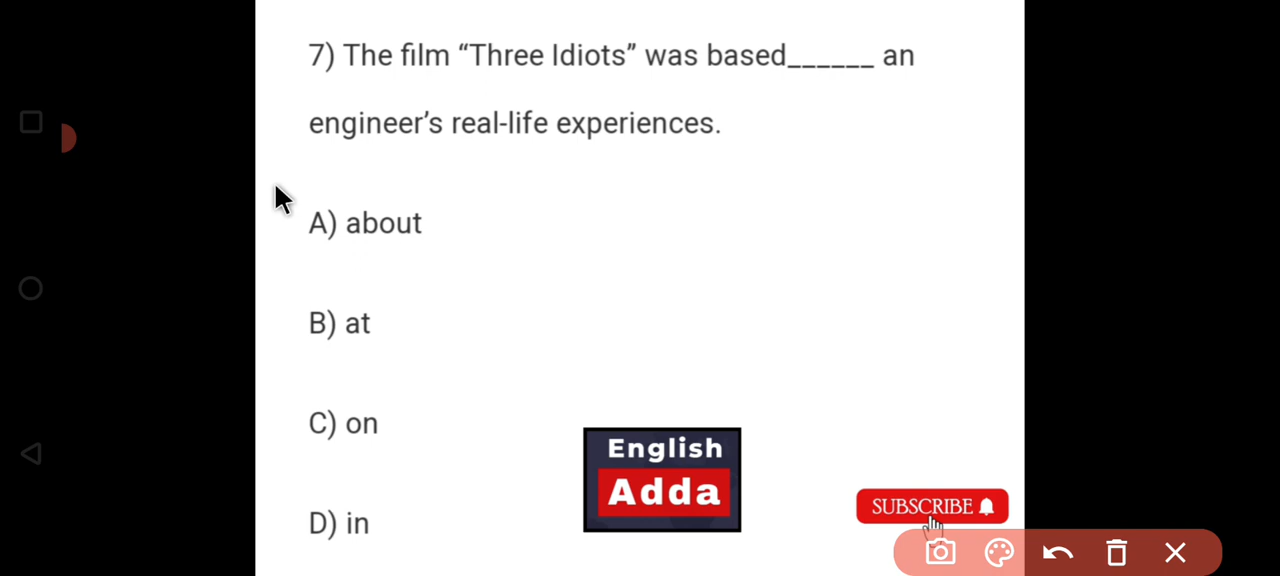 7) The film “Three Idiots” was based______ an
engineer’s real-life experiences.
A) about
B) at
C) on
D) in
English
Adda
SUBSCRIBE